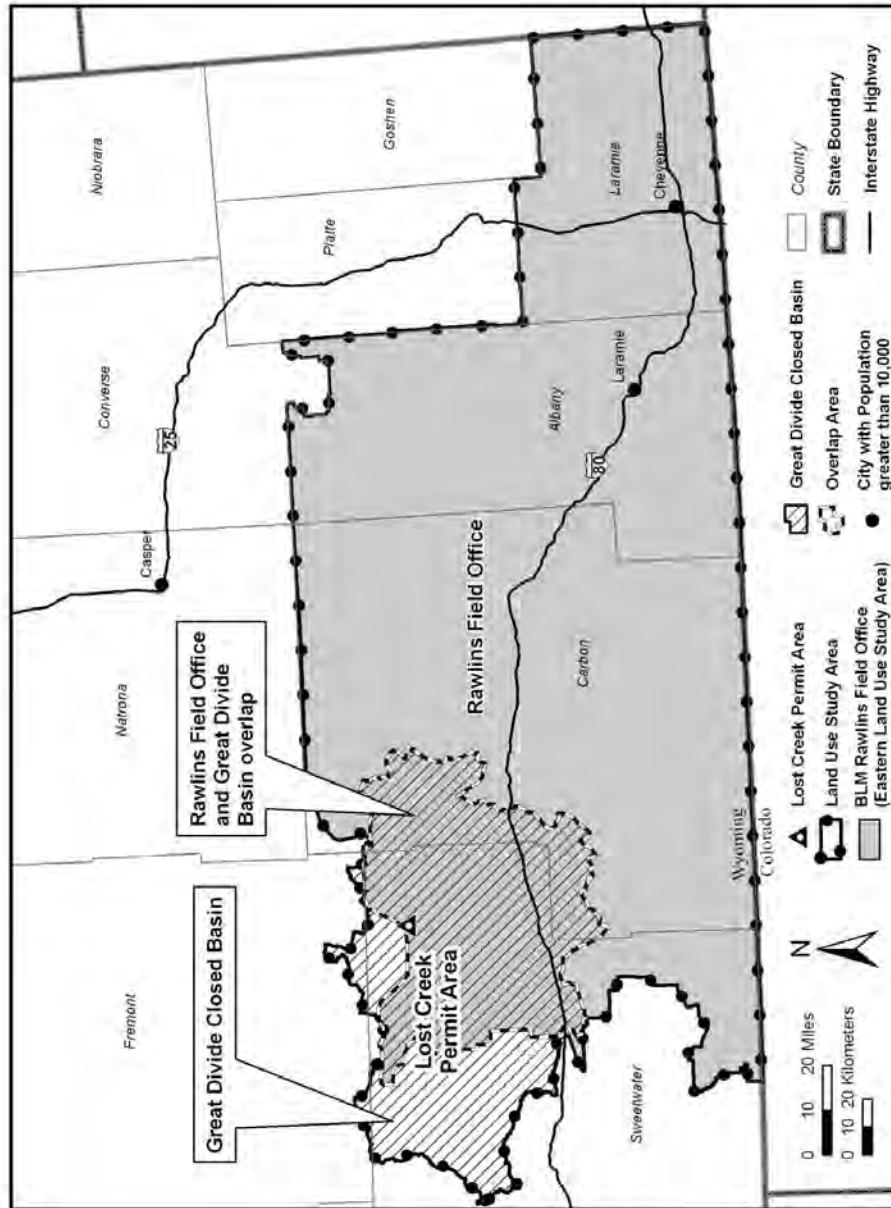 Niobrara
Converse
Goshen
Platte
25
Casper
Natrona
Fremont
Laramie
Cheyenne
Albany
Laramie
80
Rawlins Field Office
Carbon
Rawlins Field Office
and Great Divide
Basin overlap
Great Divide Closed Basin
Lost Creek
Permit Area
Sweetwater
Wyoming
Colorado
N
0 10 20 Miles
0 10 20 Kilometers
Lost Creek Permit Area
Land Use Study Area
BLM Rawlins Field Office
(Eastern Land Use Study Area)
Great Divide Closed Basin
Overlap Area
City with Population
greater than 10,000
County
State Boundary
Interstate Highway